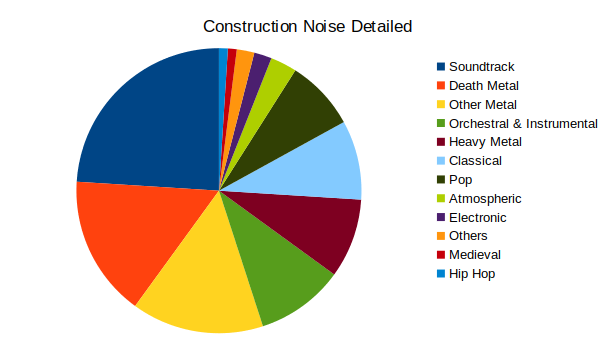 Construction Noise Detailed
Soundtrack
Death Metal
Other Metal
Orchestral & Instrumental
Heavy Metal
Classical
Pop
Atmospheric
Electronic
Others
Medieval
Hip Hop